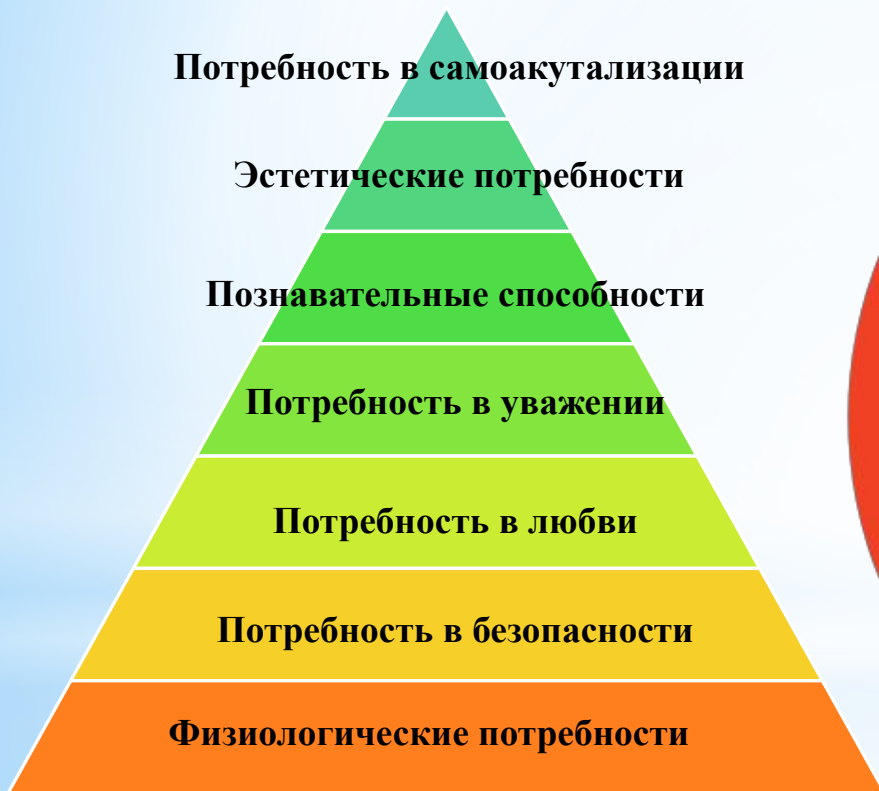 Потребность в самоакутализации
Эстетические потребности
Познавательные способности
Потребность в уважении
Потребность в любви
Потребность в безопасности
Физиологические потребности